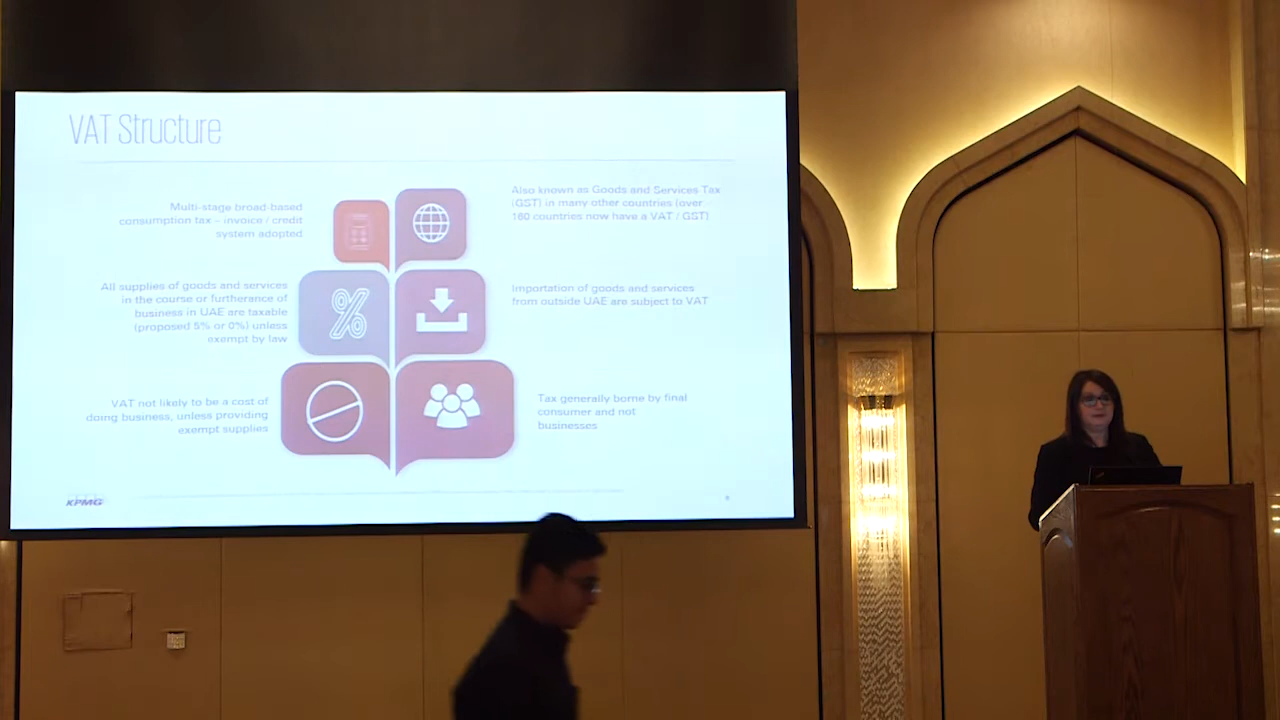 VAT Structure
Multi-stage broad-based
consumption tax – invoice / credit
system adopted
Also known as Goods and Services Tax
(GST) in many other countries (over
160 countries now have a VAT / GST)
All supplies of goods and services
in the course or furtherance of
business in UAE are taxable
(proposed 5% or 0%) unless
exempt by law
Importation of goods and services
from outside UAE are subject to VAT
VAT not likely to be a cost of
doing business, unless providing
exempt supplies
Tax generally borne by final
consumer and not
businesses
KPMG